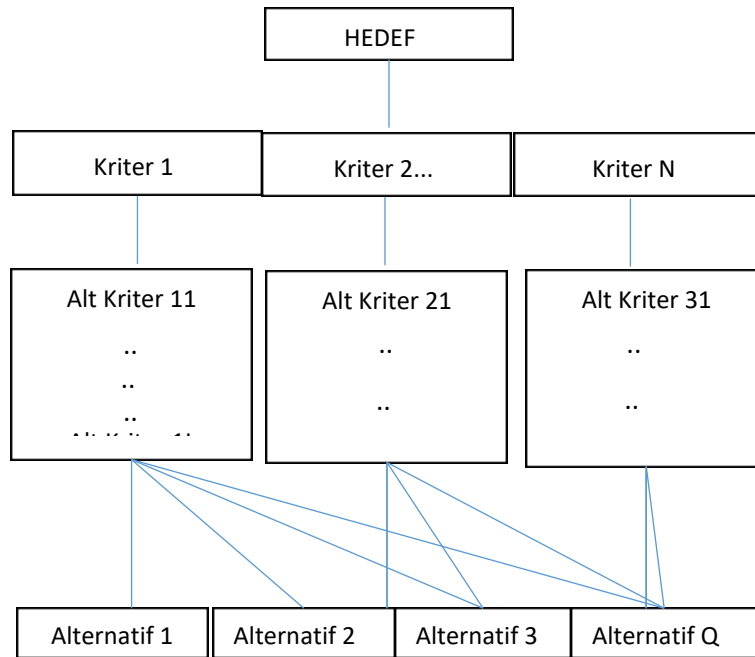 HEDEF
Kriter 1
Kriter 2...
Kriter N
Alt Kriter 11
..
..
..
Alt Kriter 21
..
..
Alt Kriter 31
..
..
Alternatif 1
Alternatif 2
Alternatif 3
Alternatif Q